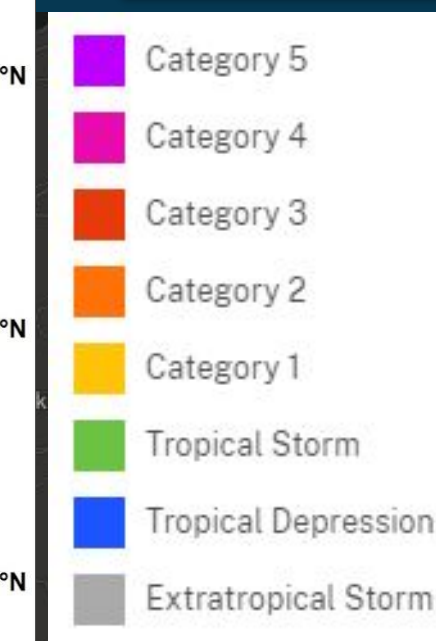 Category 5
°N
Category 4
Category 3
Category 2
°N
Category 1
k
Tropical Storm
Tropical Depression
°N
Extratropical Storm